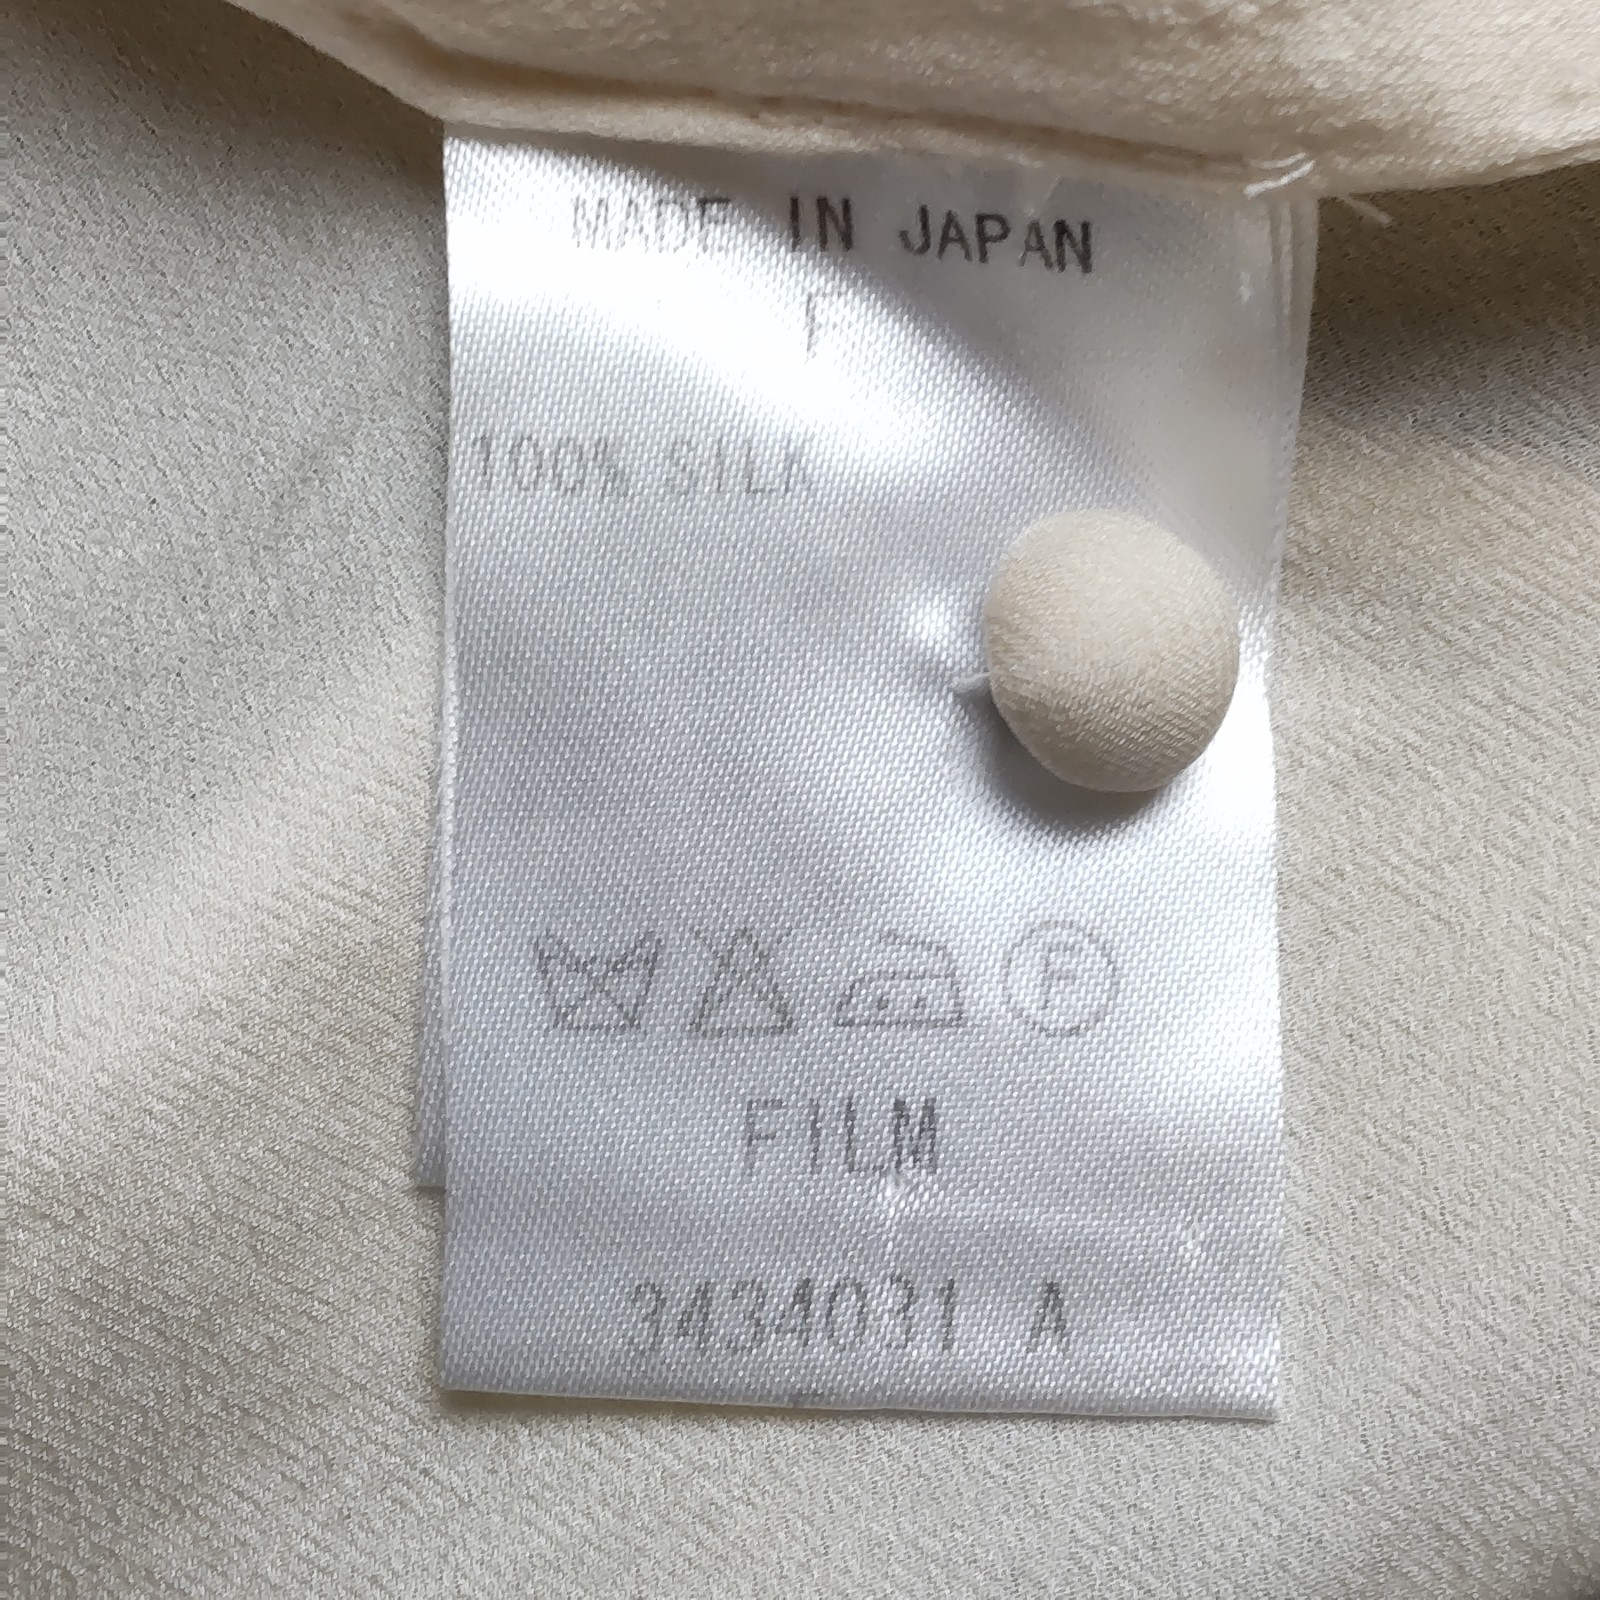 MADE IN JAPAN
F
100% SILK
F
FILM
3434031 A